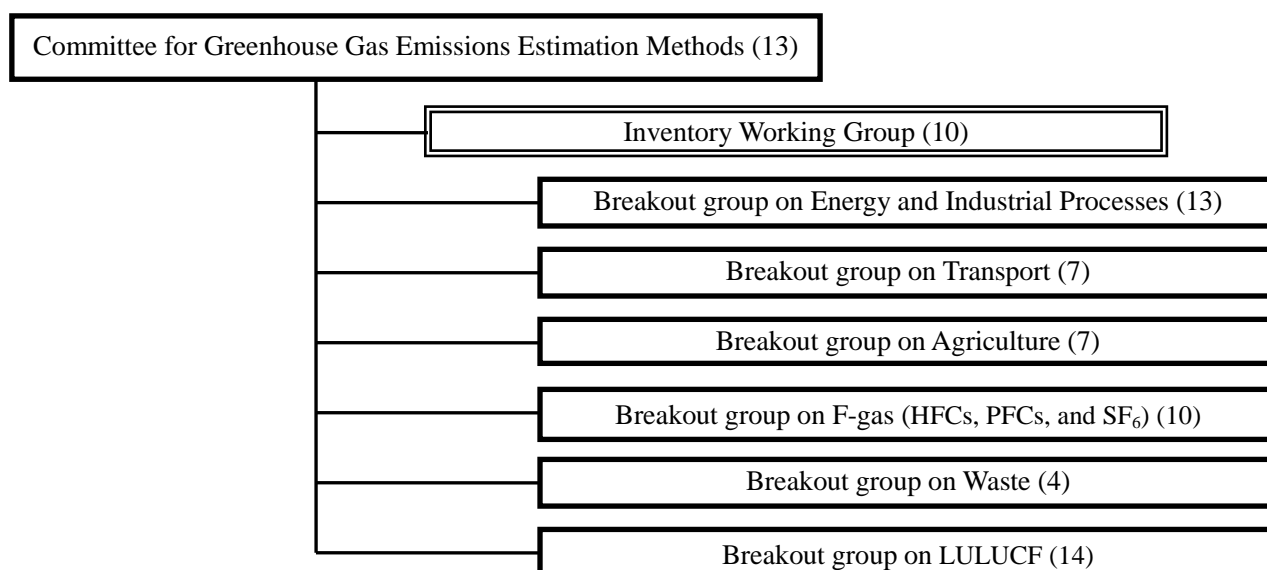 Committee for Greenhouse Gas Emissions Estimation Methods (13)
Inventory Working Group (10)
Breakout group on Energy and Industrial Processes (13)
Breakout group on Transport (7)
Breakout group on Agriculture (7)
Breakout group on F-gas (HFCs, PFCs, and SF₆) (10)
Breakout group on Waste (4)
Breakout group on LULUCF (14)